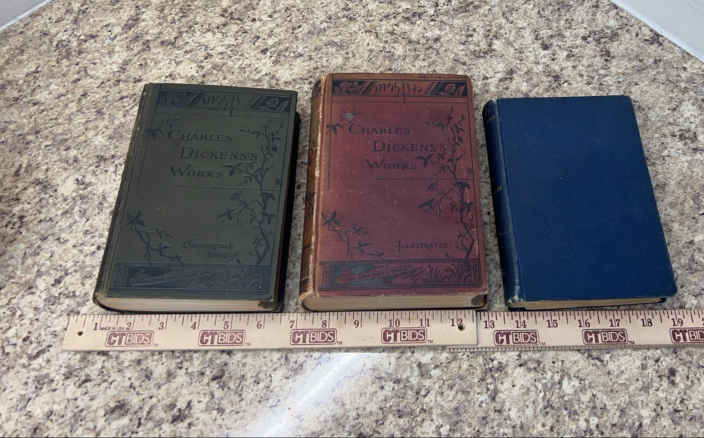 CHARLES
DICKENS'S
WORKS
CHARLES
DICKENS'S
WORKS
ILLUSTRATED
1 2 3 4 5 6 7 8 9 10 11 12 13 14 15 16 17 18 19
CTBIDS CTBIDS CTBIDS CTBIDS CTBIDS CTBIDS CTBIDS